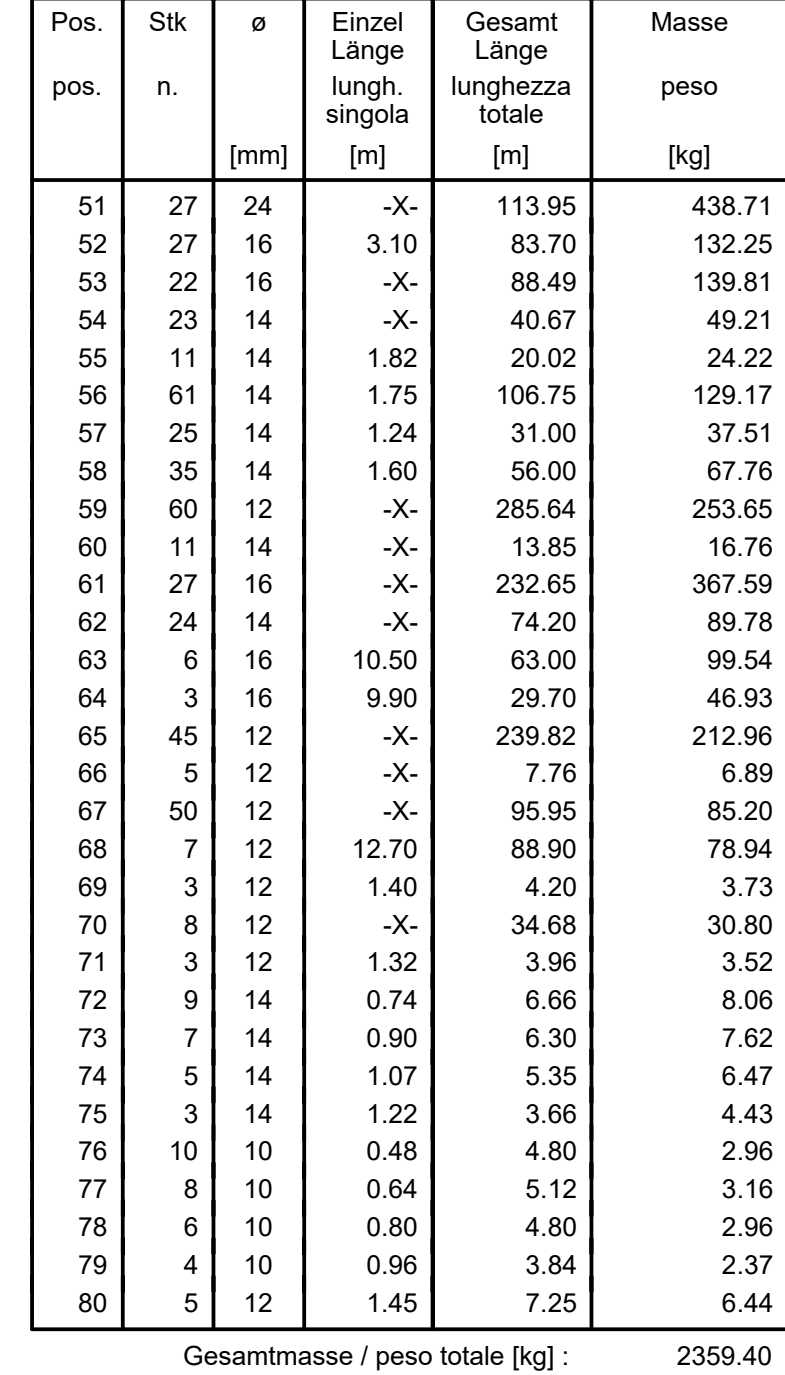 Pos. Stk ø Einzel Gesamt Masse
Länge Länge
pos. n. lungh. lunghezza peso
singola totale
[mm] [m] [m] [kg]
51 27 24 -X- 113.95 438.71
52 27 16 3.10 83.70 132.25
53 22 16 -X- 88.49 139.81
54 23 14 -X- 40.67 49.21
55 11 14 1.82 20.02 24.22
56 61 14 1.75 106.75 129.17
57 25 14 1.24 31.00 37.51
58 35 14 1.60 56.00 67.76
59 60 12 -X- 285.64 253.65
60 11 14 -X- 13.85 16.76
61 27 16 -X- 232.65 367.59
62 24 14 -X- 74.20 89.78
63 6 16 10.50 63.00 99.54
64 3 16 9.90 29.70 46.93
65 45 12 -X- 239.82 212.96
66 5 12 -X- 7.76 6.89
67 50 12 -X- 95.95 85.20
68 7 12 12.70 88.90 78.94
69 3 12 1.40 4.20 3.73
70 8 12 -X- 34.68 30.80
71 3 12 1.32 3.96 3.52
72 9 14 0.74 6.66 8.06
73 7 14 0.90 6.30 7.62
74 5 14 1.07 5.35 6.47
75 3 14 1.22 3.66 4.43
76 10 10 0.48 4.80 2.96
77 8 10 0.64 5.12 3.16
78 6 10 0.80 4.80 2.96
79 4 10 0.96 3.84 2.37
80 5 12 1.45 7.25 6.44
Gesamtmasse / peso totale [kg] : 2359.40